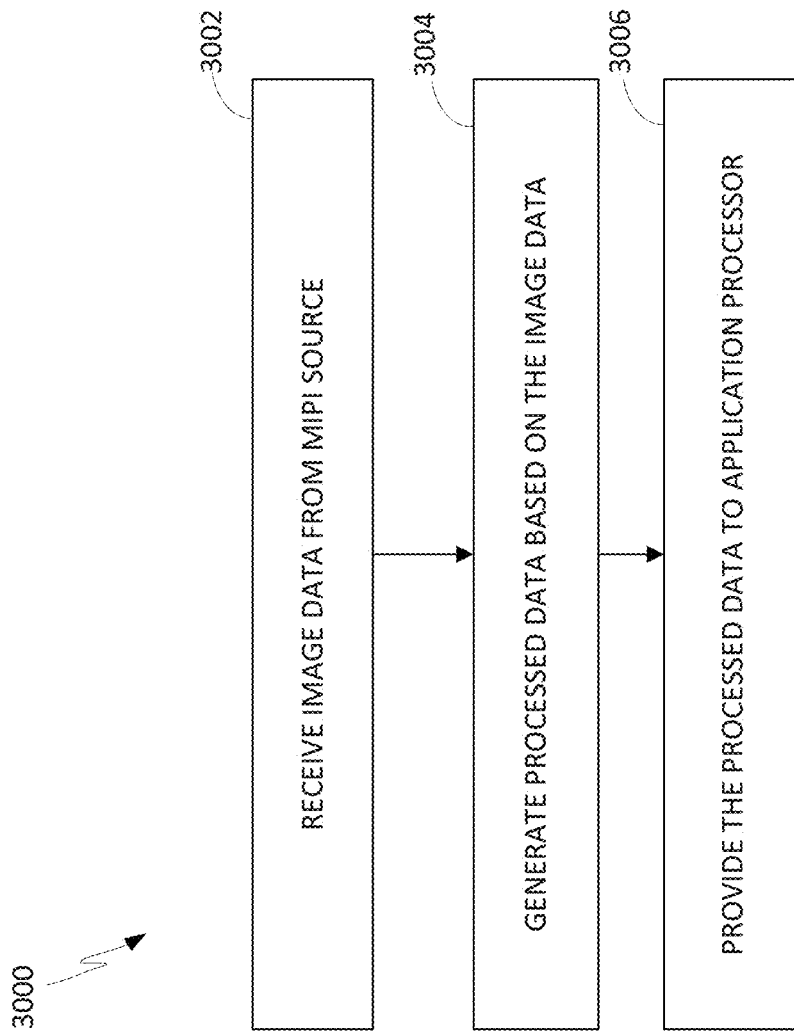 3000
3002
RECEIVE IMAGE DATA FROM MIPI SOURCE
3004
GENERATE PROCESSED DATA BASED ON THE IMAGE DATA
3006
PROVIDE THE PROCESSED DATA TO APPLICATION PROCESSOR